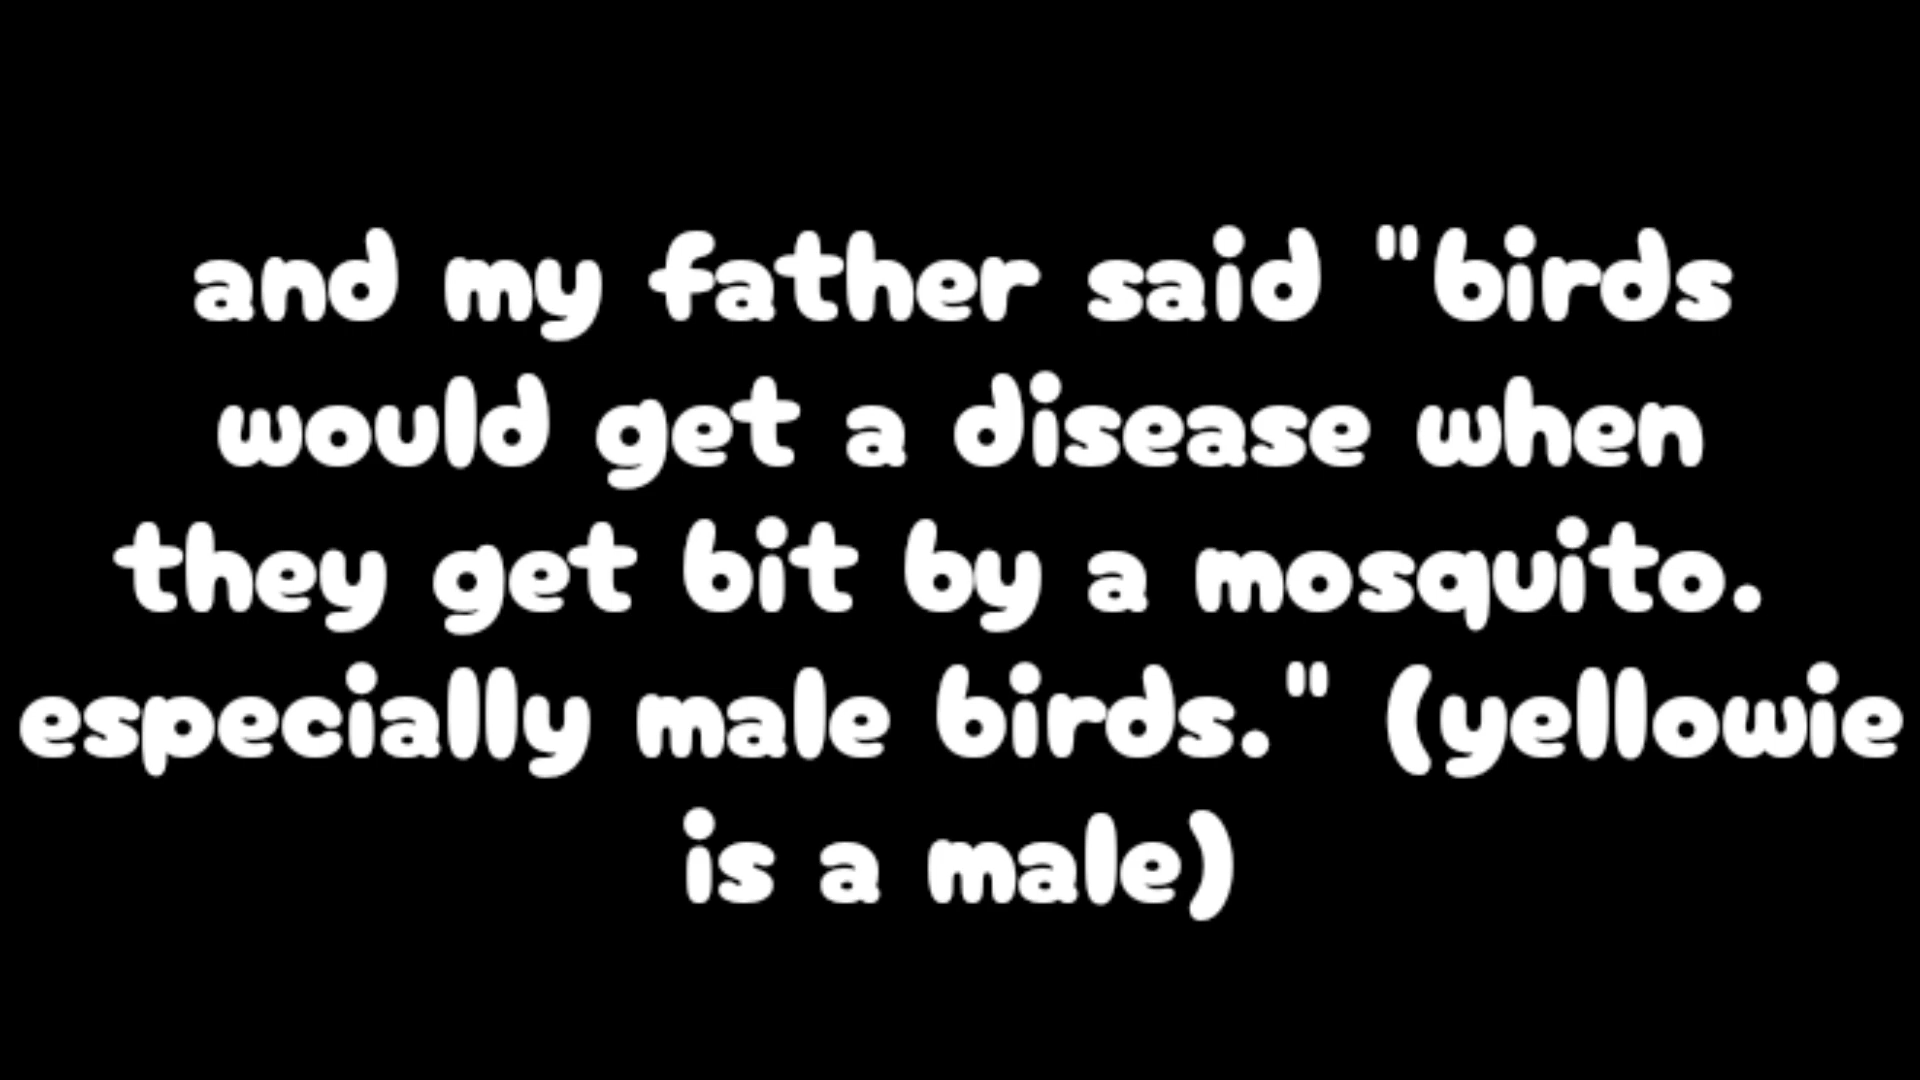 and my father said "birds
would get a disease when
they get bit by a mosquito.
especially male birds." (yellowie
is a male)